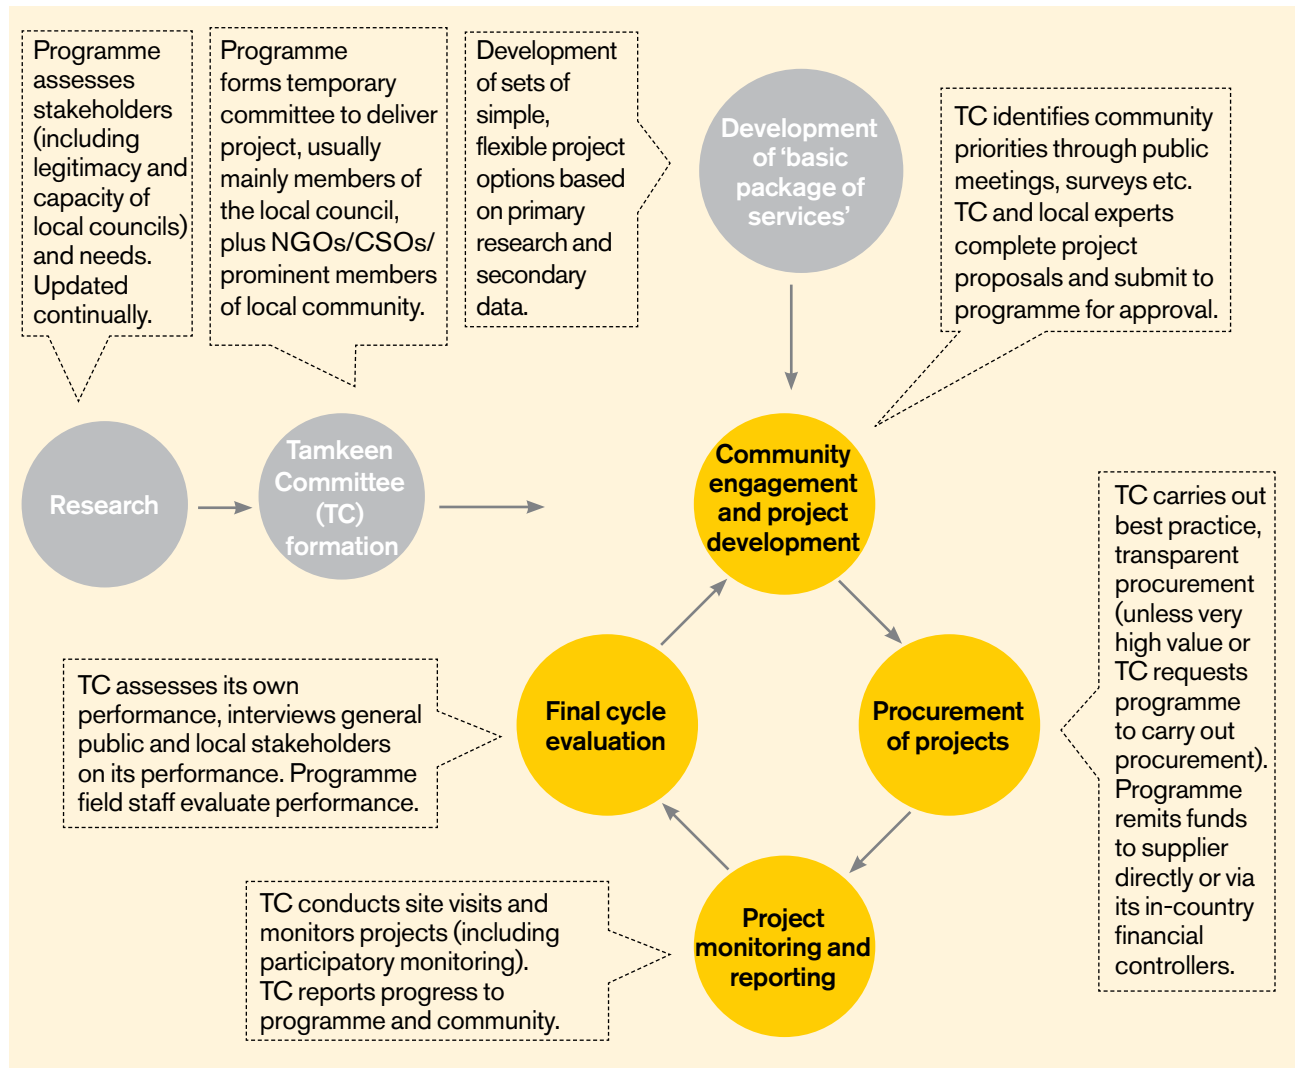 Programme
assesses
stakeholders
(including
legitimacy and
capacity of
local councils)
and needs.
Updated
continually.
Programme
forms temporary
committee to deliver
project, usually
mainly members of
the local council,
plus NGOs/CSOs/
prominent members
of local community.
Development
of sets of
simple,
flexible project
options based
on primary
research and
secondary
data.
Development
of ‘basic
package of
services’
TC identifies community
priorities through public
meetings, surveys etc.
TC and local experts
complete project
proposals and submit to
programme for approval.
Research
Tamkeen
Committee
(TC)
formation
Community
engagement
and project
development
TC carries out
best practice,
transparent
procurement
(unless very
high value or
TC requests
programme
to carry out
procurement).
Programme
remits funds
to supplier
directly or via
its in-country
financial
controllers.
TC assesses its own
performance, interviews general
public and local stakeholders
on its performance. Programme
field staff evaluate performance.
Final cycle
evaluation
Procurement
of projects
TC conducts site visits and
monitors projects (including
participatory monitoring).
TC reports progress to
programme and community.
Project
monitoring and
reporting